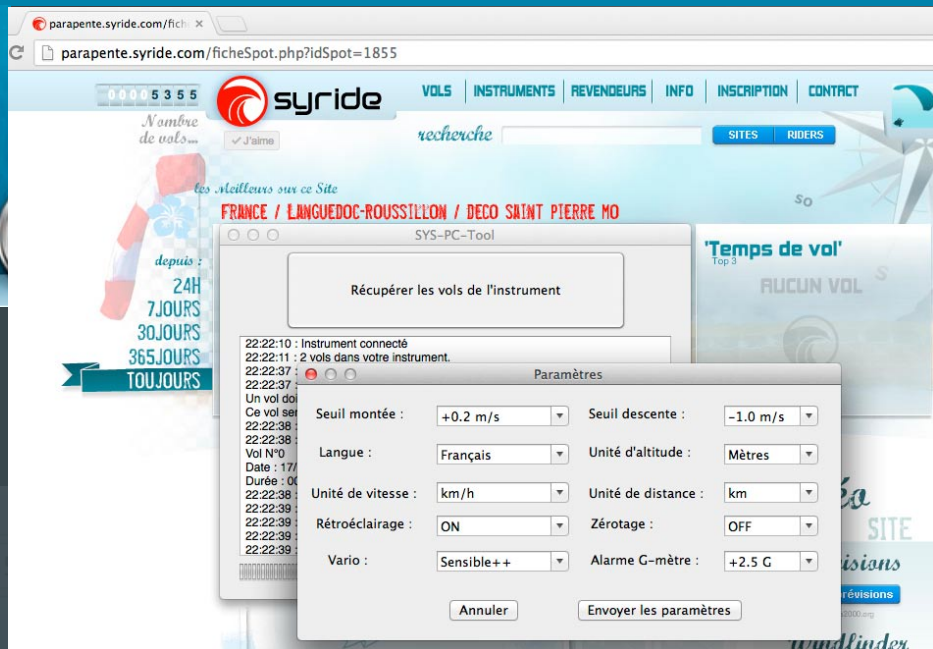 parapente.syride.com/fich
parapente.syride.com/ficheSpot.php?idSpot=1855
00005355
Nombre
de vols...
syride
J'aime
VOLS INSTRUMENTS REVENDEURS INFO INSCRIPTION CONTACT
recherche
SITES RIDERS
les Meilleurs sur ce Site
FRANCE / LANGUEDOC-ROUSSILLON / DECO SAINT PIERRE MO
SO
depuis :
24H
7JOURS
30JOURS
365JOURS
TOUJOURS
'Temps de vol'
Top 3
AUCUN VOL
S
SYS-PC-Tool
Récupérer les vols de l'instrument
22:22:10 : Instrument connecté
22:22:11 : 2 vols dans votre instrument.
22:22:37 :
22:22:37 :
Un vol doi
Ce vol ser
22:22:38 :
22:22:38 :
Vol N°0
Date : 17/
Durée : 00
22:22:38 :
22:22:39 :
22:22:39 :
22:22:39 :
22:22:39 :
Paramètres
Seuil montée : +0.2 m/s Seuil descente : -1.0 m/s
Langue : Français Unité d'altitude : Mètres
Unité de vitesse : km/h Unité de distance : km
Rétroéclairage : ON Zérotage : OFF
Vario : Sensible++ Alarme G-mètre : +2.5 G
Annuler Envoyer les paramètres
éo
SITE
isions
révisions
2000.org
Windfinder